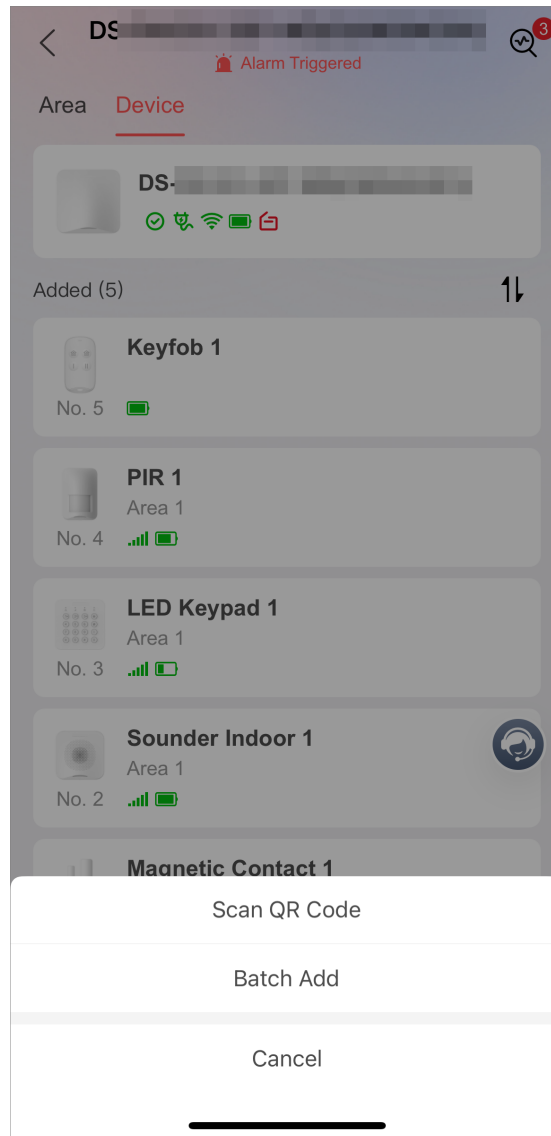 DS
3
Alarm Triggered
Area Device
DS-
Added (5)
Keyfob 1
No. 5
PIR 1
Area 1
No. 4
LED Keypad 1
Area 1
No. 3
Sounder Indoor 1
Area 1
No. 2
Magnetic Contact 1
Scan QR Code
Batch Add
Cancel